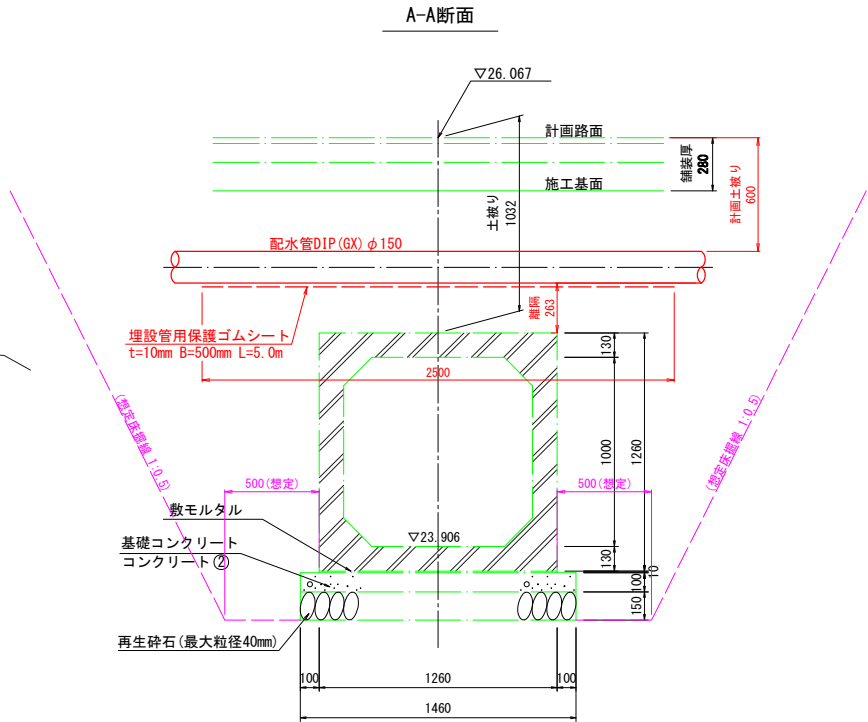 A-A断面
▽26.067
計画路面
舗装厚
280
計画土被り
600
施工基面
土被り
1032
配水管DIP(GX)φ150
離隔
263
埋設管用保護ゴムシート
t=10mm B=500mm L=5.0m
2500
130
1000
1260
130
(想定床掘線 1:0.5)
(想定床掘線 1:0.5)
500(想定)
500(想定)
敷モルタル
▽23.906
基礎コンクリート
コンクリート②
10
100
150
再生砕石(最大粒径40mm)
100
1260
100
1460